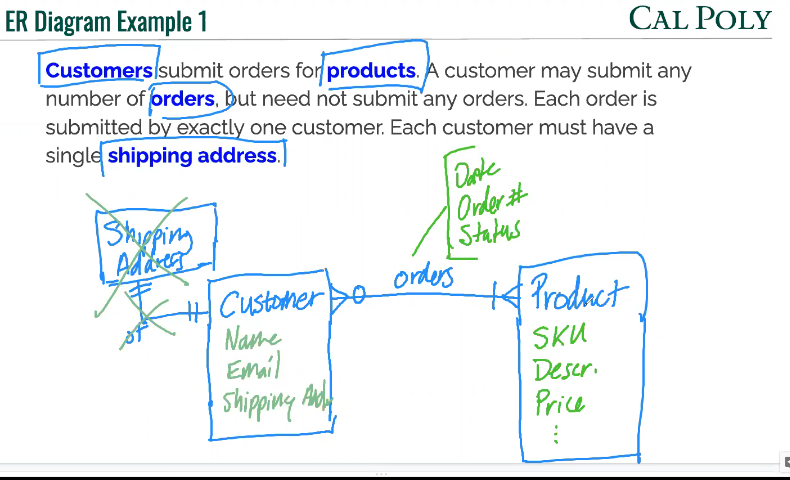 ER Diagram Example 1
CAL POLY
Customers submit orders for products. A customer may submit any
number of orders, but need not submit any orders. Each order is
submitted by exactly one customer. Each customer must have a
single shipping address.
Date
Order#
Status
Shipping
Address
of
orders
Customer
Name
Email
Shipping Addr
Product
SKU
Descr.
Price
⋮